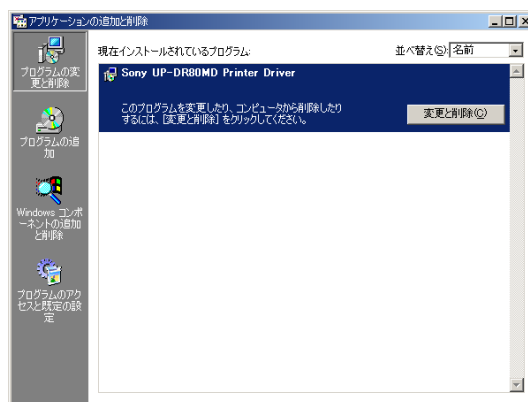 アプリケーションの追加と削除
プログラムの変
更と削除
プログラムの追
加
Windows コンポ
ーネントの追加
と削除
プログラムのアク
セスと既定の設
定
現在インストールされているプログラム:
並べ替え(S): 名前
Sony UP-DR80MD Printer Driver
このプログラムを変更したり、コンピュータから削除したり
するには、[変更と削除] をクリックしてください。
変更と削除(C)